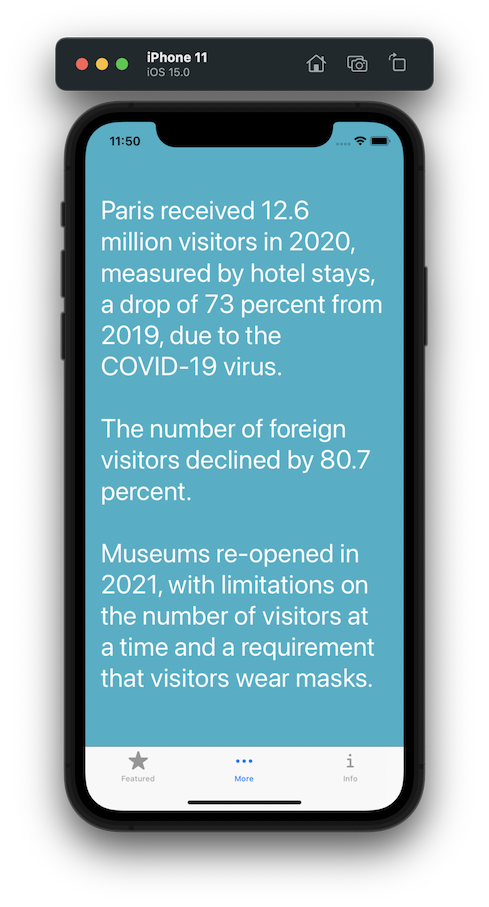 iPhone 11
iOS 15.0
11:50
Paris received 12.6
million visitors in 2020,
measured by hotel stays,
a drop of 73 percent from
2019, due to the
COVID-19 virus.
The number of foreign
visitors declined by 80.7
percent.
Museums re-opened in
2021, with limitations on
the number of visitors at
a time and a requirement
that visitors wear masks.
Featured
More
Info